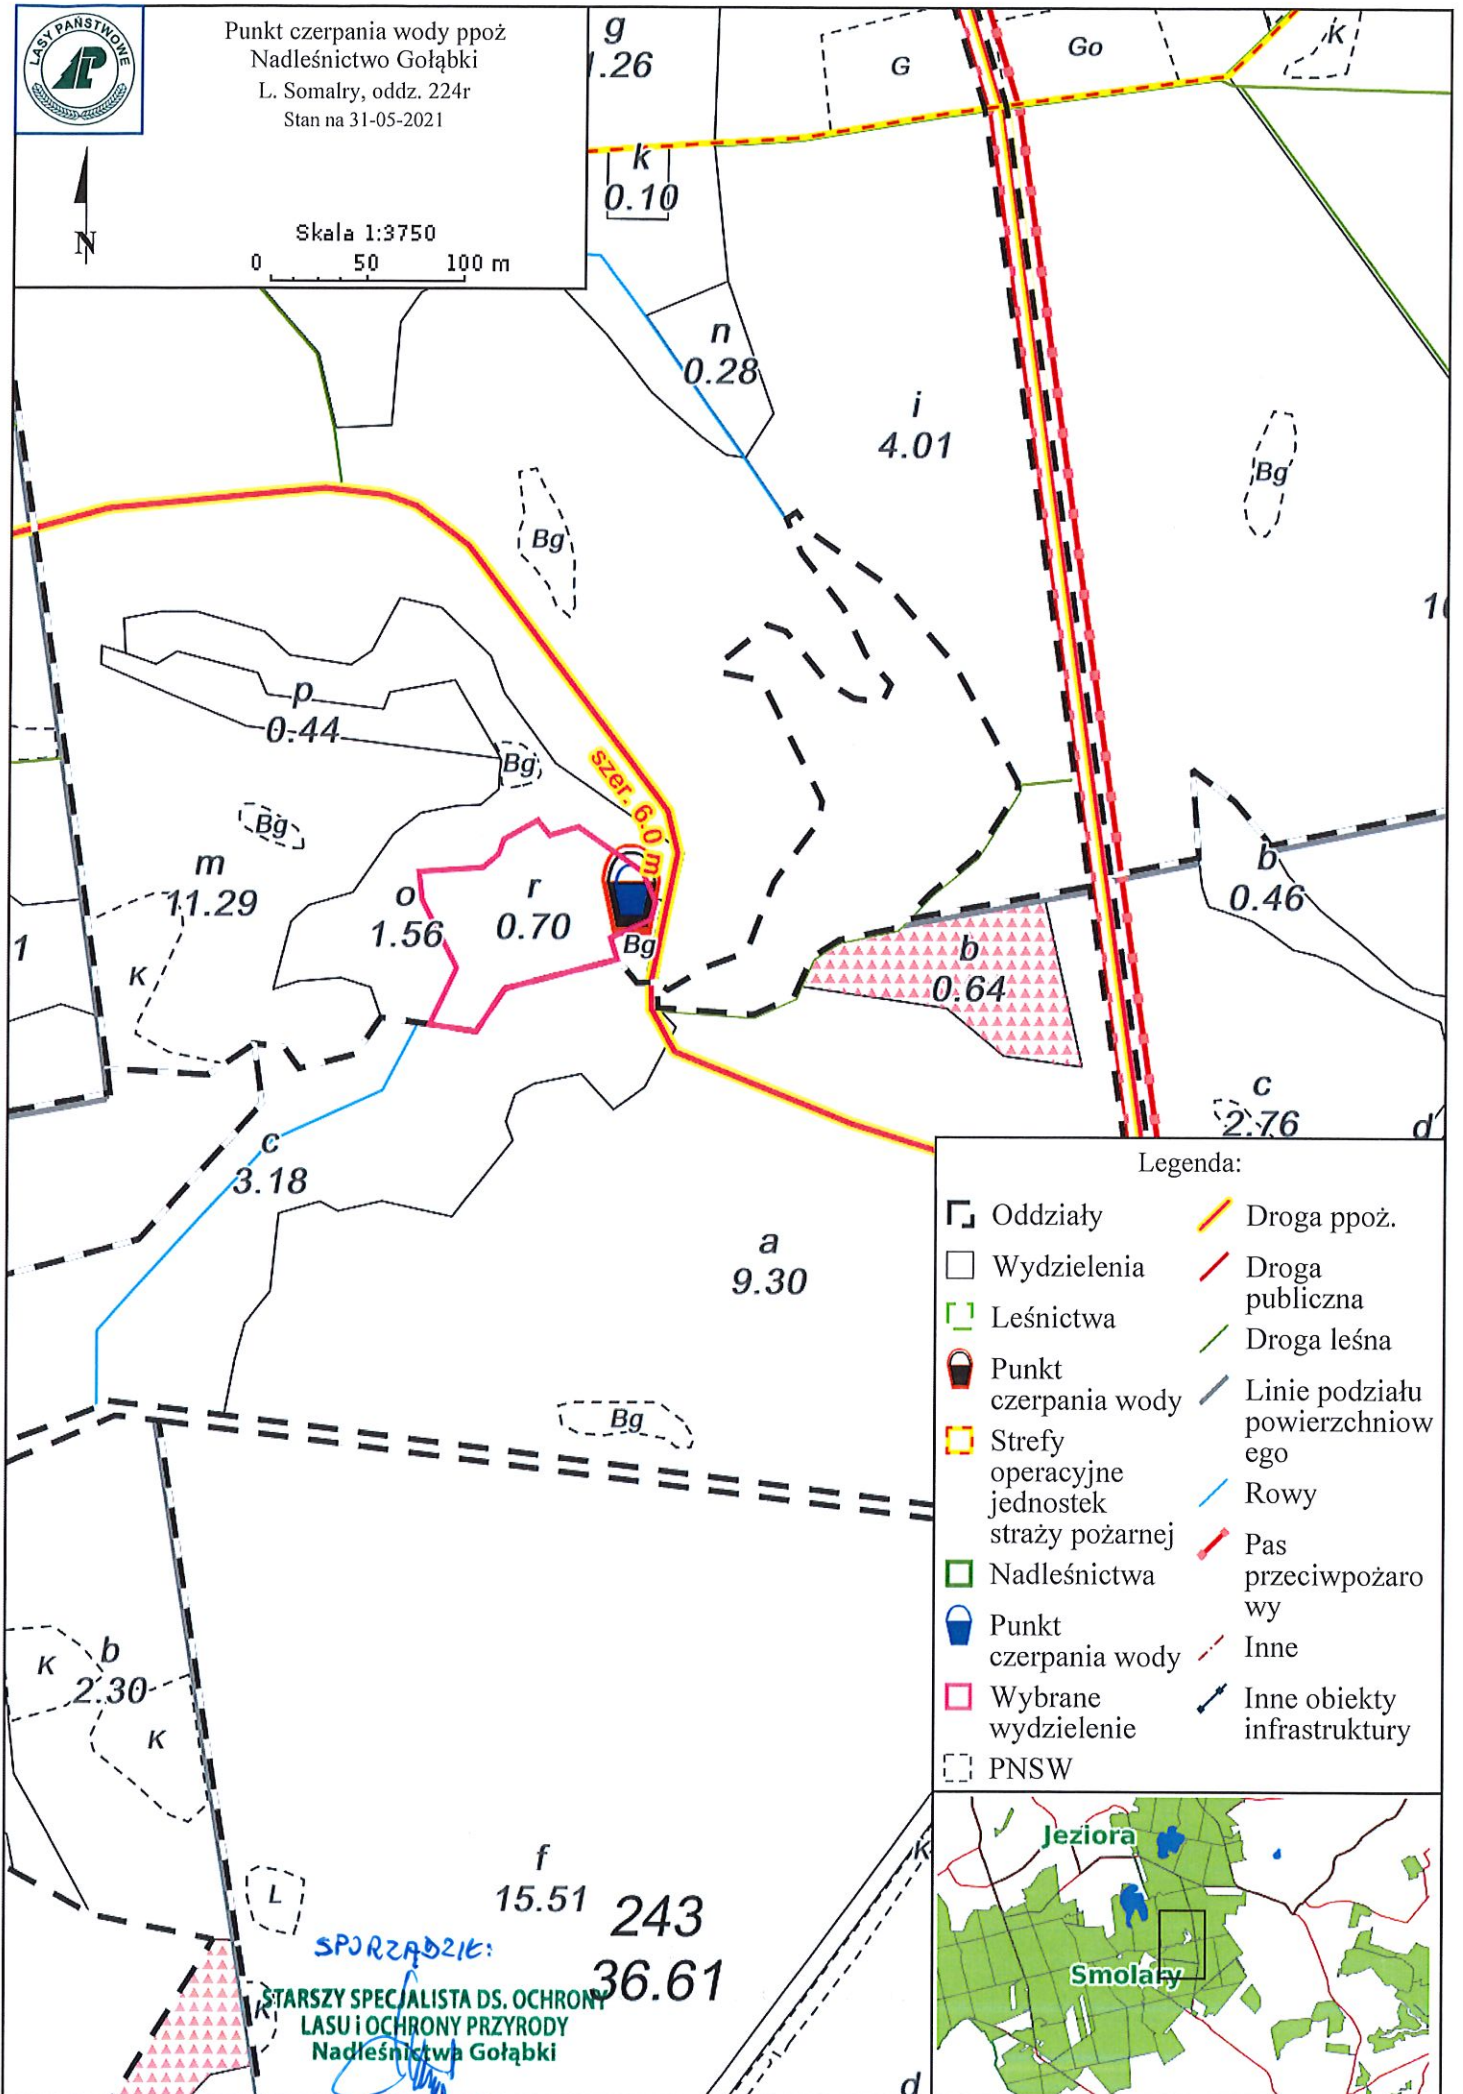 LASY PAŃSTWOWE
Punkt czerpania wody ppoż
Nadleśnictwo Gołąbki
L. Somalry, oddz. 224r
Stan na 31-05-2021
N
Skala 1:3750
0 50 100 m
g
1.26
G
Go
K
k
0.10
n
0.28
i
4.01
Bg
Bg
10
p
0.44
Bg
szer. 6.0 m
Bg
m
11.29
o
1.56
r
0.70
Bg
b
0.46
1
K
b
0.64
c
2.76
d
c
3.18
a
9.30
Bg
K
b
2.30
K
L
K
f
15.51
243
36.61
K
d
SPORZĄDZIŁ:
STARSZY SPECJALISTA DS. OCHRONY
LASU i OCHRONY PRZYRODY
Nadleśnictwa Gołąbki
Legenda:
Oddziały
Wydzielenia
Leśnictwa
Punkt
czerpania wody
Strefy
operacyjne
jednostek
straży pożarnej
Nadleśnictwa
Punkt
czerpania wody
Wybrane
wydzielenie
PNSW
Droga ppoż.
Droga
publiczna
Droga leśna
Linie podziału
powierzchniow
ego
Rowy
Pas
przeciwpożaro
wy
Inne
Inne obiekty
infrastruktury
Jeziora
Smolary